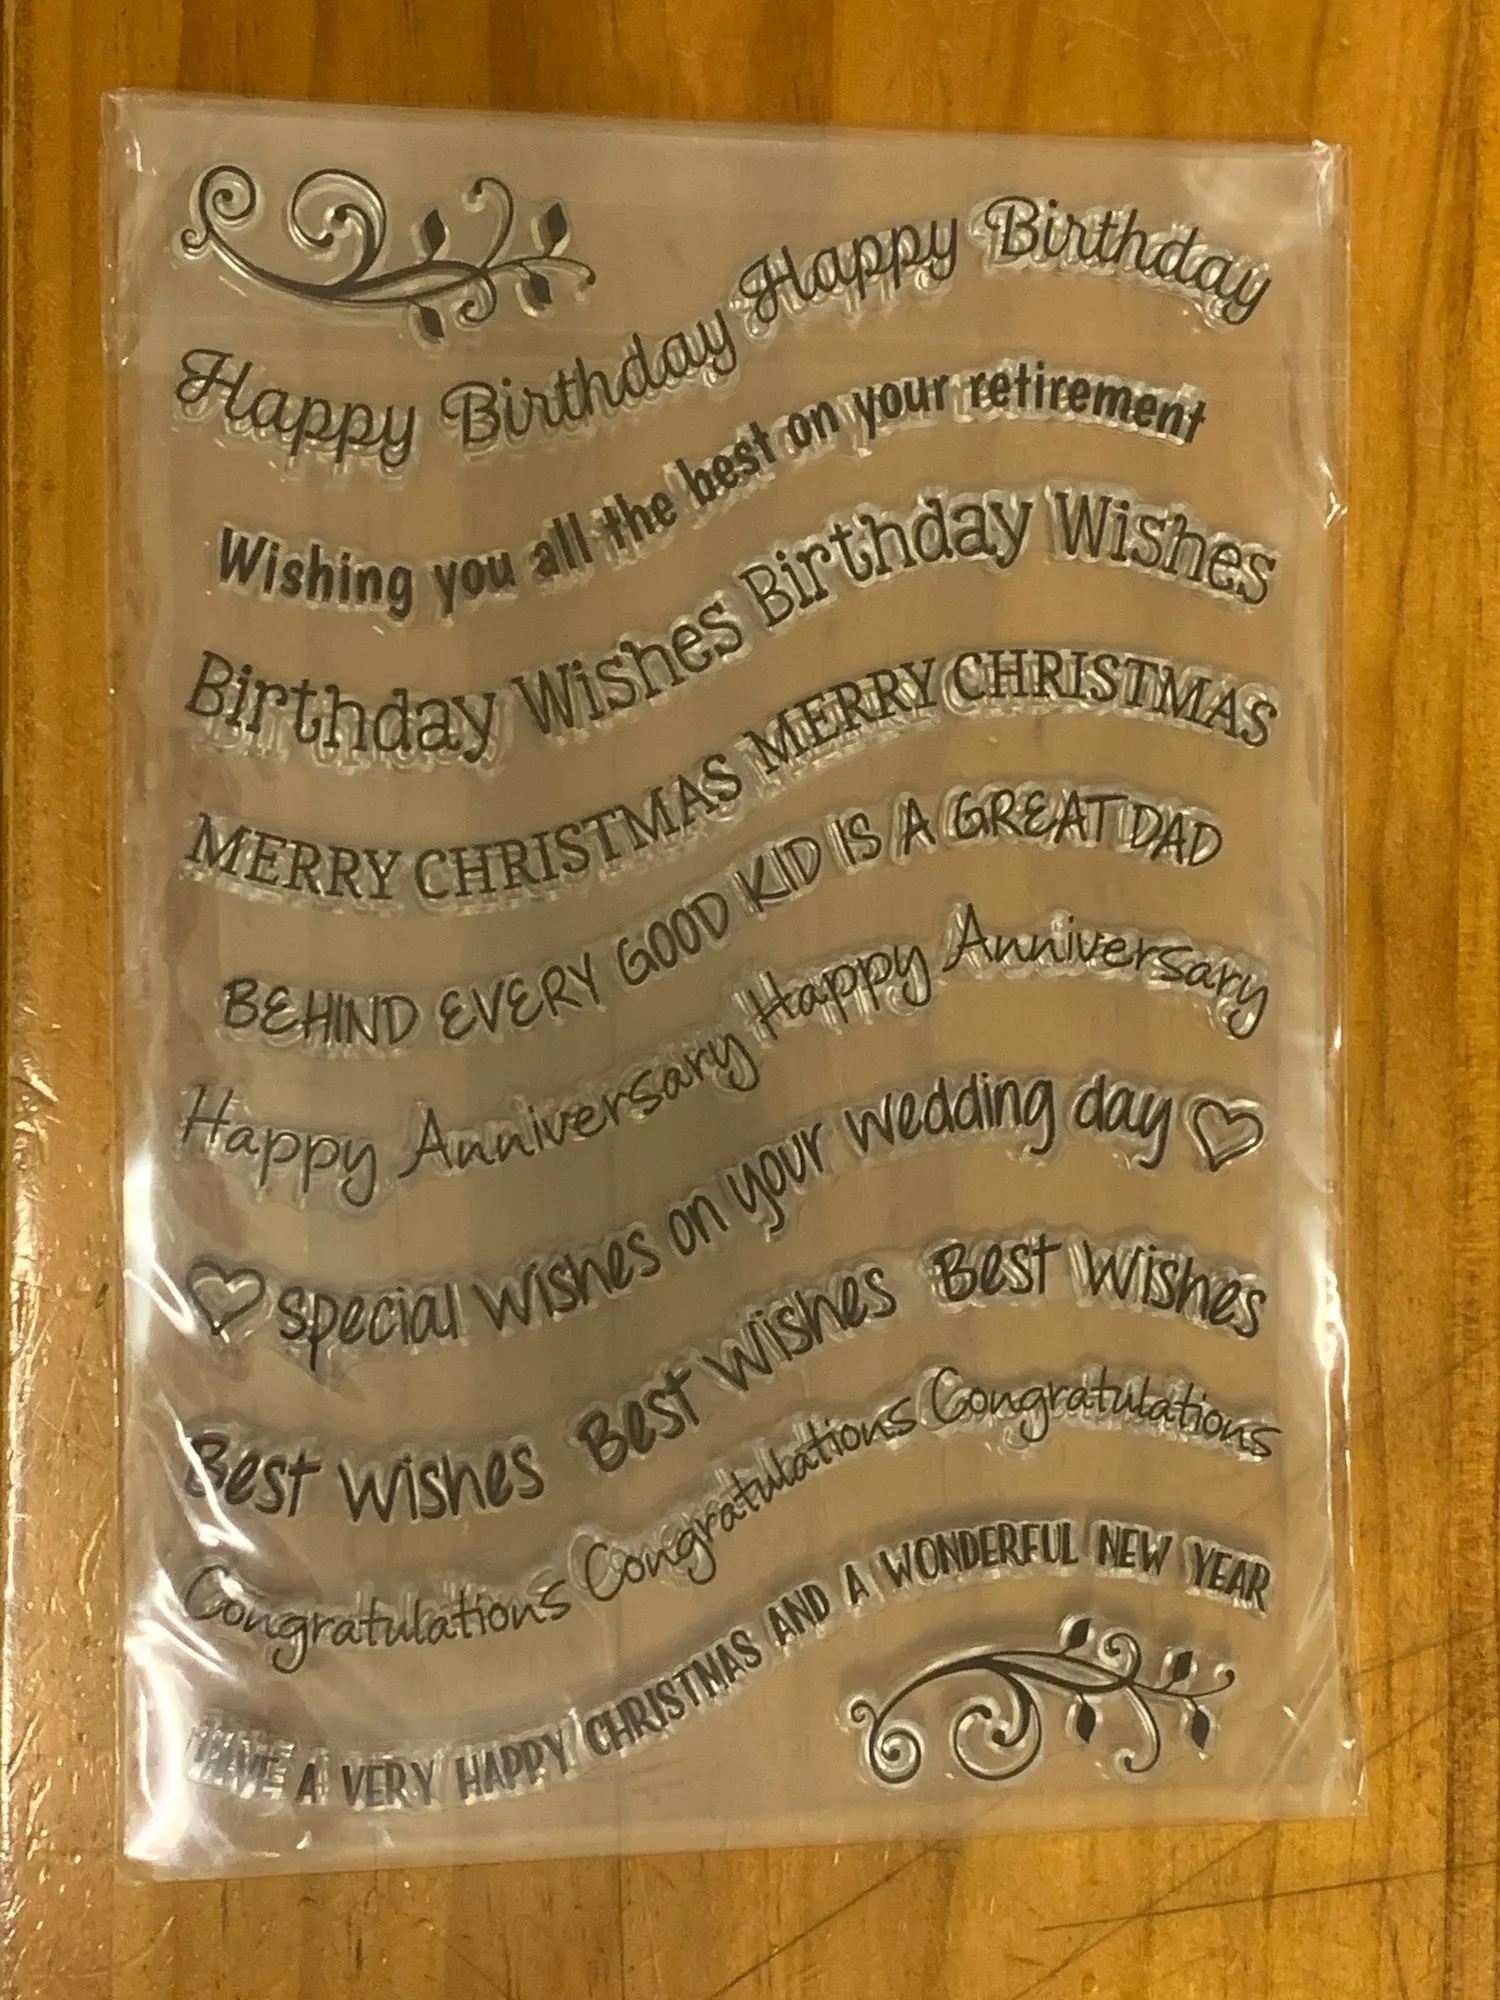 Happy Birthday Happy Birthday
Wishing you all the best on your retirement
Birthday Wishes Birthday Wishes
MERRY CHRISTMAS MERRY CHRISTMAS
BEHIND EVERY GOOD KID IS A GREAT DAD
Happy Anniversary Happy Anniversary
special wishes on your wedding day
Best Wishes Best Wishes Best Wishes
Congratulations Congratulations Congratulations
HAVE A VERY HAPPY CHRISTMAS AND A WONDERFUL NEW YEAR